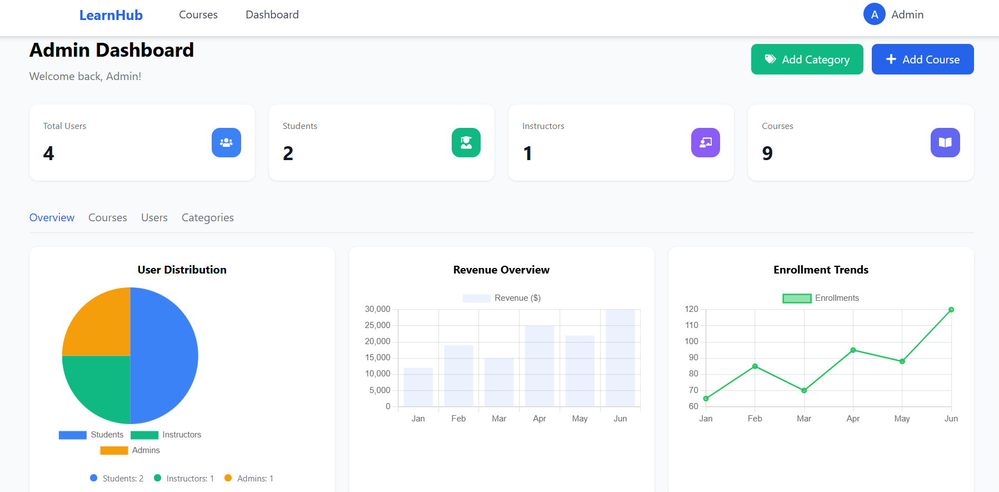 LearnHub Courses Dashboard A Admin
Admin Dashboard
Welcome back, Admin!
Add Category Add Course
Total Users
4
Students
2
Instructors
1
Courses
9
Overview Courses Users Categories
User Distribution
Students Instructors
Admins
Students: 2 Instructors: 1 Admins: 1
Revenue Overview
Revenue ($)
30,000
25,000
20,000
15,000
10,000
5,000
0
Jan Feb Mar Apr May Jun
Enrollment Trends
Enrollments
120
110
100
90
80
70
60
Jan Feb Mar Apr May Jun